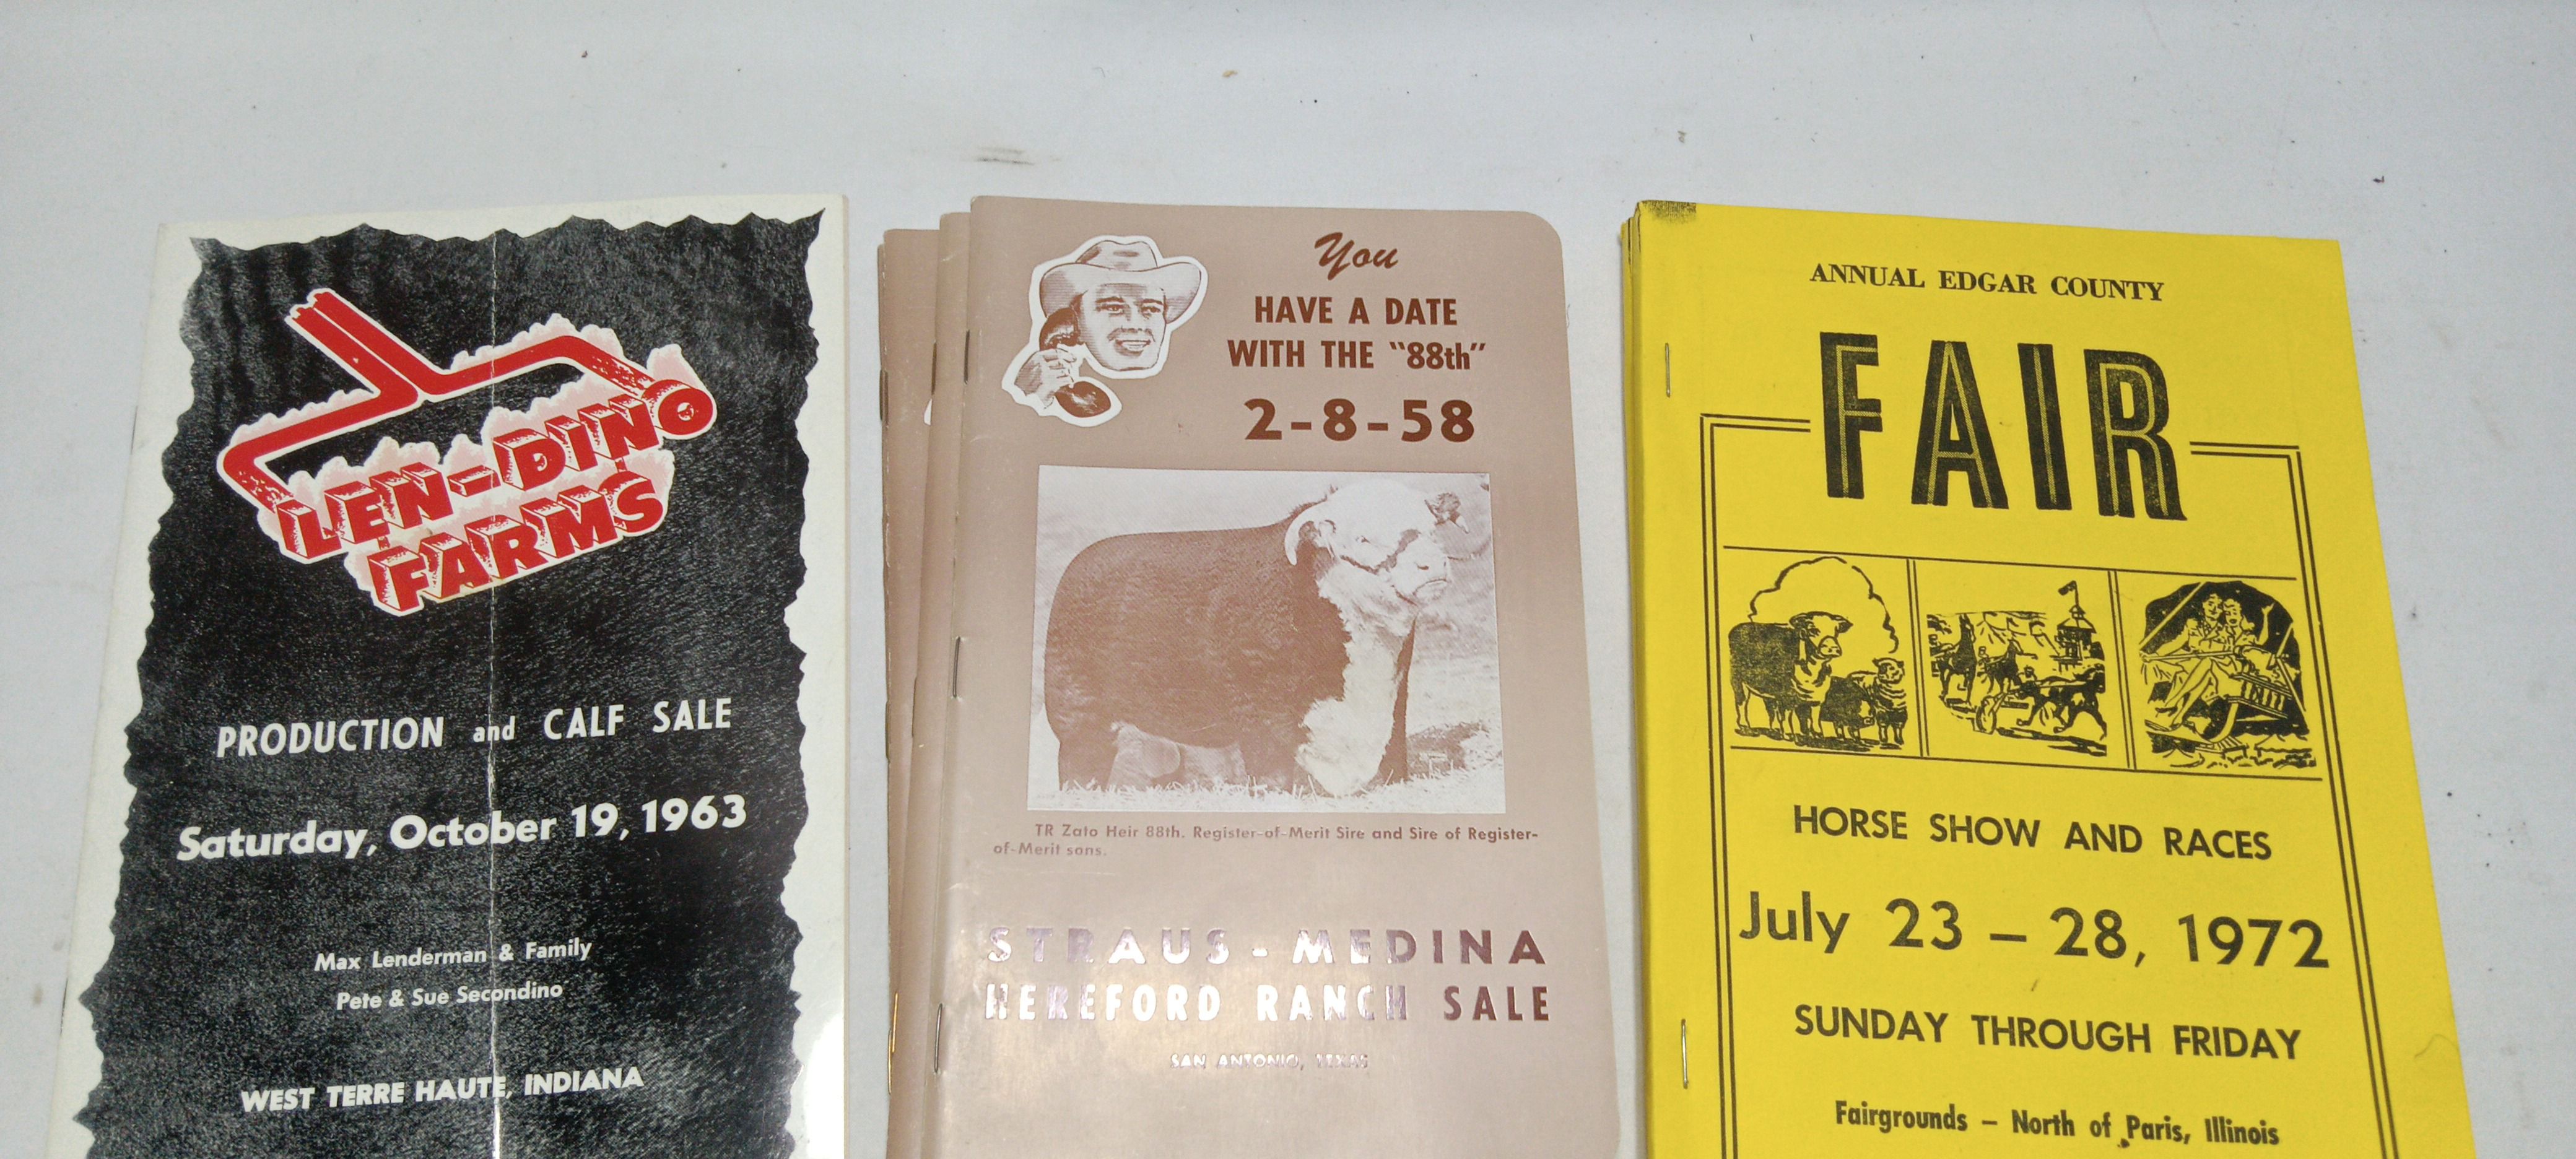 LEN-DINO
FARMS
PRODUCTION and CALF SALE
Saturday, October 19, 1963
Max Lenderman & Family
Pete & Sue Secondino
WEST TERRE HAUTE, INDIANA
You
HAVE A DATE
WITH THE "88th"
2-8-58
TR Zato Heir 88th. Register-of-Merit Sire and Sire of Register-
of-Merit sons.
STRAUS - MEDINA
HEREFORD RANCH SALE
SAN ANTONIO, TEXAS
ANNUAL EDGAR COUNTY
FAIR
HORSE SHOW AND RACES
July 23 - 28, 1972
SUNDAY THROUGH FRIDAY
Fairgrounds - North of Paris, Illinois